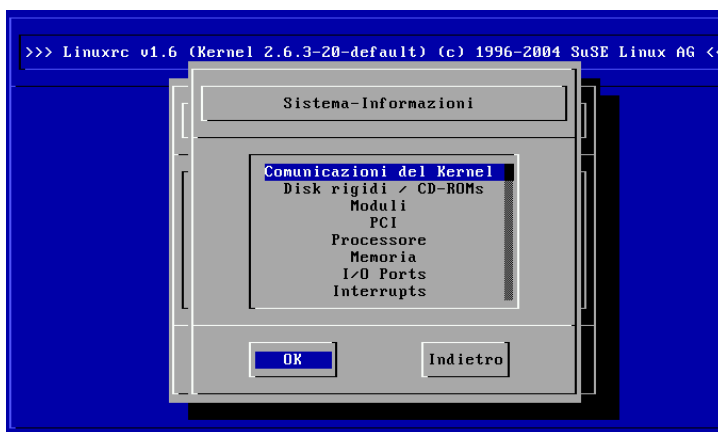 >>> Linuxrc v1.6 (Kernel 2.6.3-20-default) (c) 1996-2004 SuSE Linux AG <
Sistema-Informazioni
Comunicazioni del Kernel
Disk rigidi / CD-ROMs
Moduli
PCI
Processore
Memoria
I/O Ports
Interrupts
OK Indietro